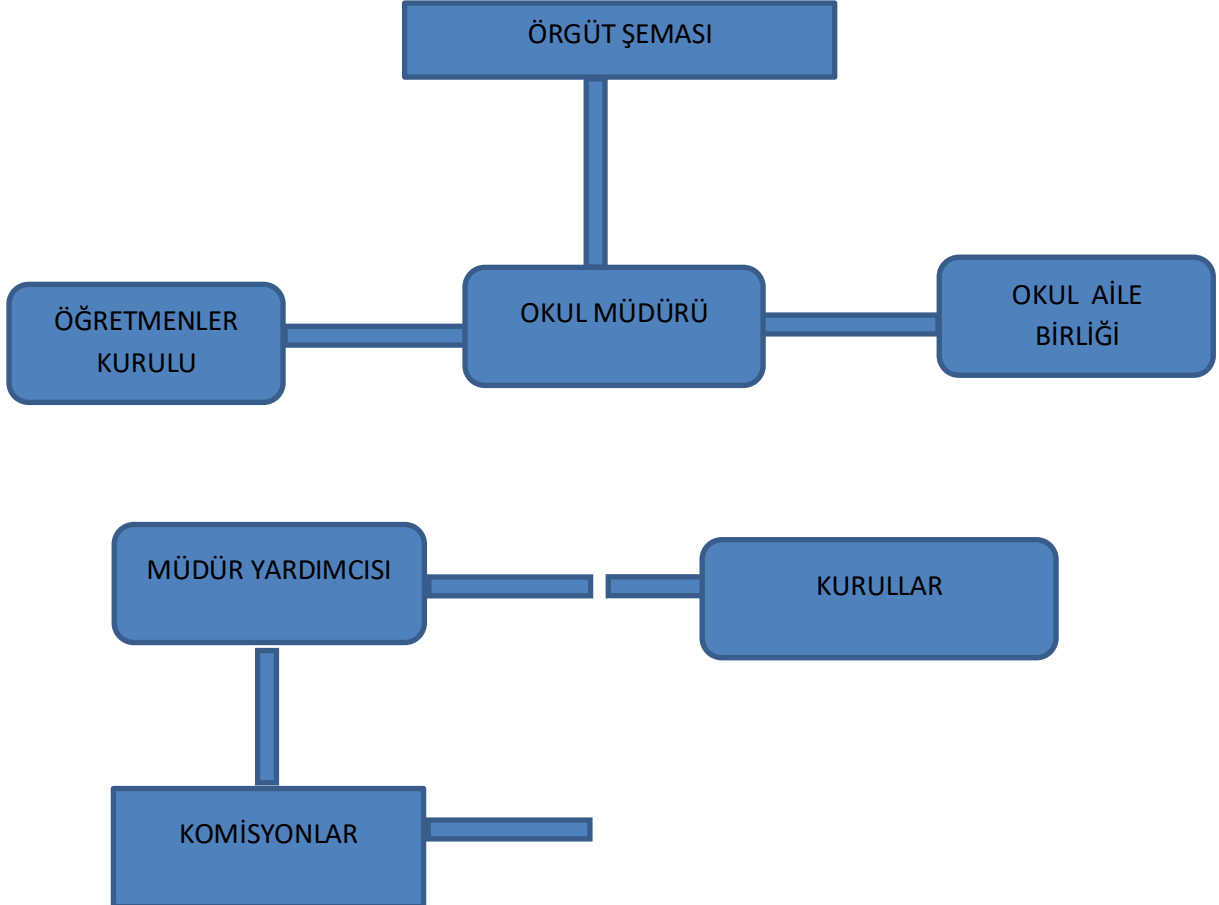 ÖRGÜT ŞEMASI
ÖĞRETMENLER
KURULU
OKUL MÜDÜRÜ
OKUL AİLE
BİRLİĞİ
MÜDÜR YARDIMCISI
KURULLAR
KOMİSYONLAR